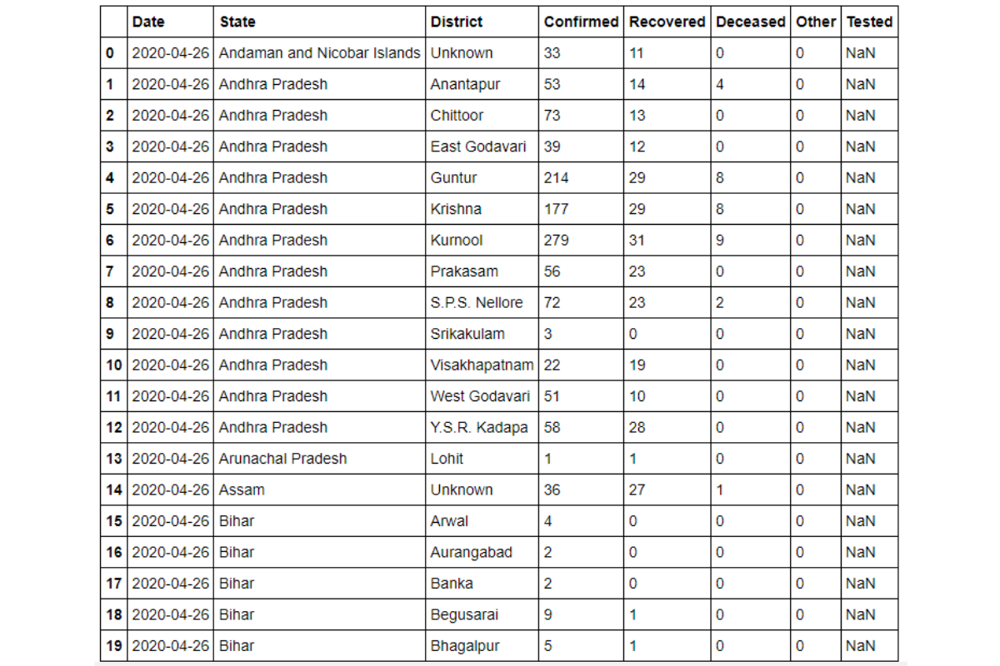 Date State District Confirmed Recovered Deceased Other Tested
0 2020-04-26 Andaman and Nicobar Islands Unknown 33 11 0 0 NaN
1 2020-04-26 Andhra Pradesh Anantapur 53 14 4 0 NaN
2 2020-04-26 Andhra Pradesh Chittoor 73 13 0 0 NaN
3 2020-04-26 Andhra Pradesh East Godavari 39 12 0 0 NaN
4 2020-04-26 Andhra Pradesh Guntur 214 29 8 0 NaN
5 2020-04-26 Andhra Pradesh Krishna 177 29 8 0 NaN
6 2020-04-26 Andhra Pradesh Kurnool 279 31 9 0 NaN
7 2020-04-26 Andhra Pradesh Prakasam 56 23 0 0 NaN
8 2020-04-26 Andhra Pradesh S.P.S. Nellore 72 23 2 0 NaN
9 2020-04-26 Andhra Pradesh Srikakulam 3 0 0 0 NaN
10 2020-04-26 Andhra Pradesh Visakhapatnam 22 19 0 0 NaN
11 2020-04-26 Andhra Pradesh West Godavari 51 10 0 0 NaN
12 2020-04-26 Andhra Pradesh Y.S.R. Kadapa 58 28 0 0 NaN
13 2020-04-26 Arunachal Pradesh Lohit 1 1 0 0 NaN
14 2020-04-26 Assam Unknown 36 27 1 0 NaN
15 2020-04-26 Bihar Arwal 4 0 0 0 NaN
16 2020-04-26 Bihar Aurangabad 2 0 0 0 NaN
17 2020-04-26 Bihar Banka 2 0 0 0 NaN
18 2020-04-26 Bihar Begusarai 9 1 0 0 NaN
19 2020-04-26 Bihar Bhagalpur 5 1 0 0 NaN